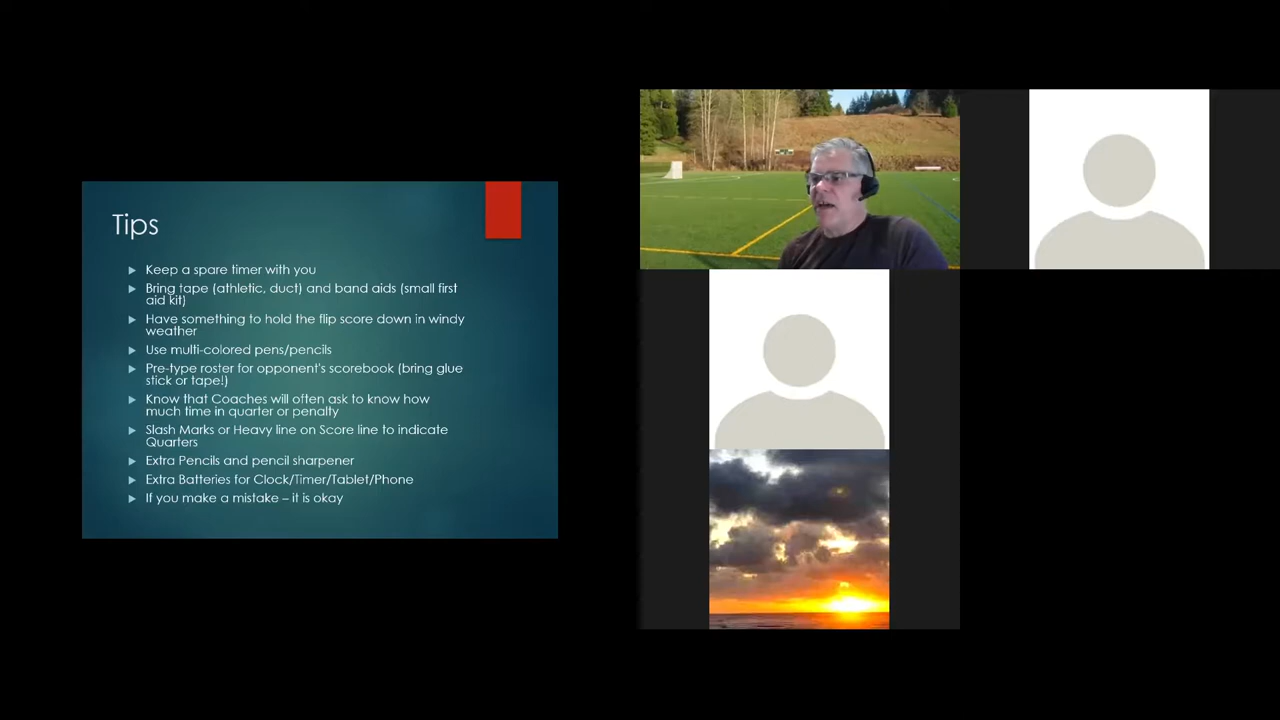 Tips
Keep a spare timer with you
Bring tape (athletic, duct) and band aids (small first
aid kit)
Have something to hold the flip score down in windy
weather
Use multi-colored pens/pencils
Pre-type roster for opponent's scorebook (bring glue
stick or tape!)
Know that Coaches will often ask to know how
much time in quarter or penalty
Slash Marks or Heavy line on Score line to indicate
Quarters
Extra Pencils and pencil sharpener
Extra Batteries for Clock/Timer/Tablet/Phone
If you make a mistake – it is okay